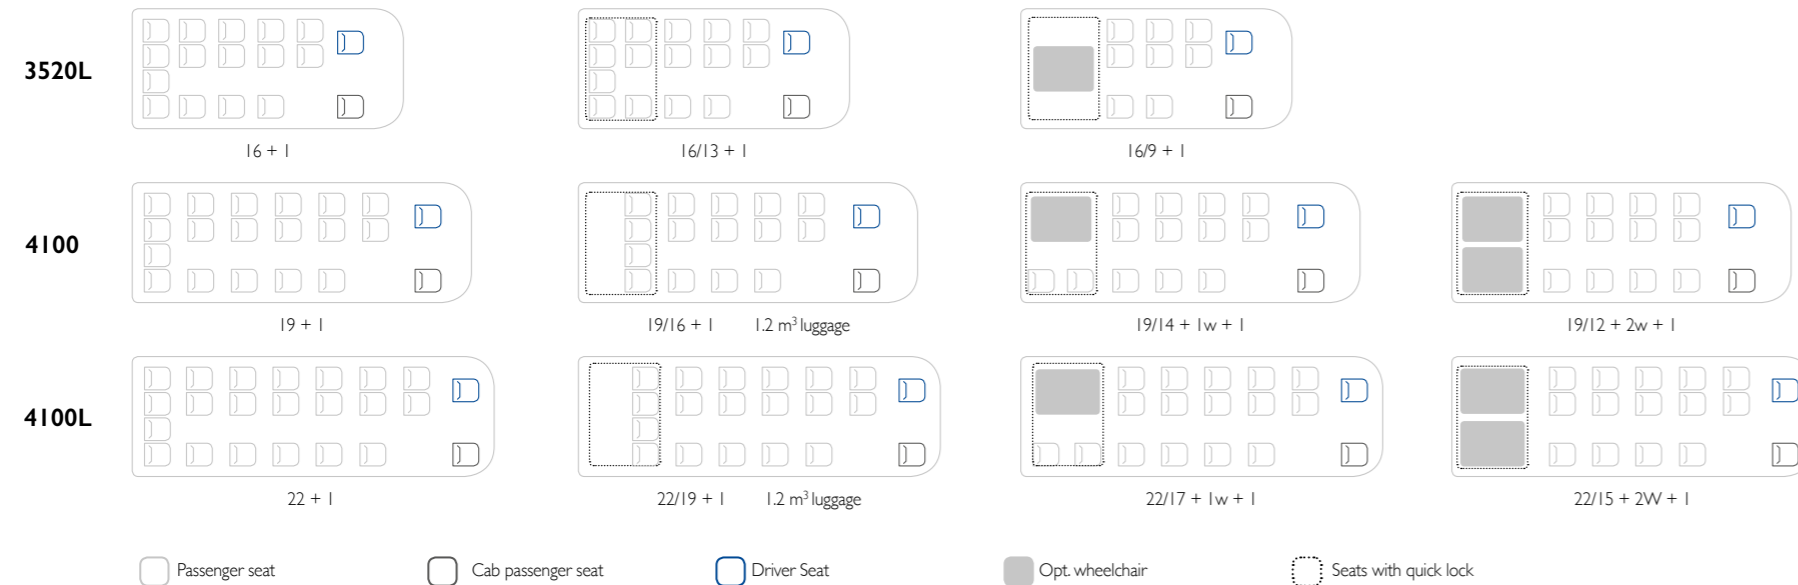 3520L
16 + 1
16/13 + 1
16/9 + 1
4100
19 + 1
19/16 + 1 1.2 m³ luggage
19/14 + 1w + 1
19/12 + 2w + 1
4100L
22 + 1
22/19 + 1 1.2 m³ luggage
22/17 + 1w + 1
22/15 + 2W + 1
Passenger seat
Cab passenger seat
Driver Seat
Opt. wheelchair
Seats with quick lock